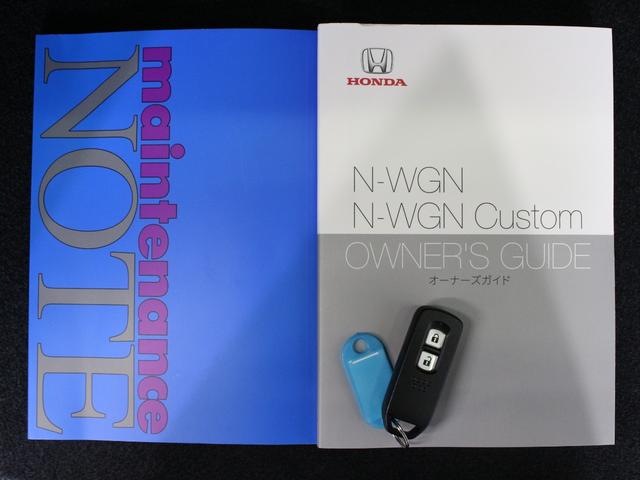 maintenance
NOTE
HONDA
N-WGN
N-WGN Custom
OWNER'S GUIDE
オーナーズガイド